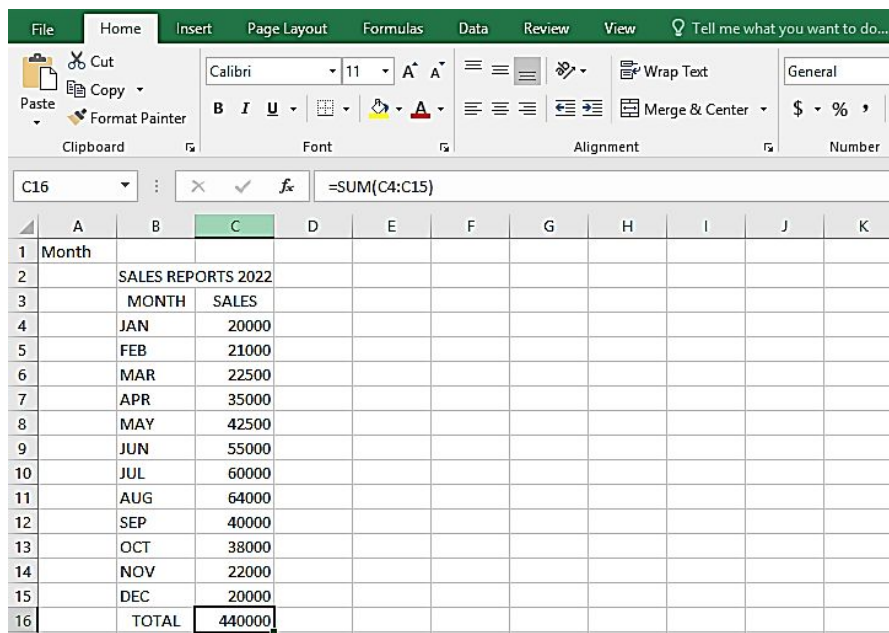 File Home Insert Page Layout Formulas Data Review View Tell me what you want to do...
Cut
Copy
Format Painter
Paste
Calibri 11 A A
B I U A
Wrap Text
Merge & Center
General
$ % ,
Clipboard Font Alignment Number
C16 fx =SUM(C4:C15)
A B C D E F G H I J K
1 Month
2 SALES REPORTS 2022
3 MONTH SALES
4 JAN 20000
5 FEB 21000
6 MAR 22500
7 APR 35000
8 MAY 42500
9 JUN 55000
10 JUL 60000
11 AUG 64000
12 SEP 40000
13 OCT 38000
14 NOV 22000
15 DEC 20000
16 TOTAL 440000